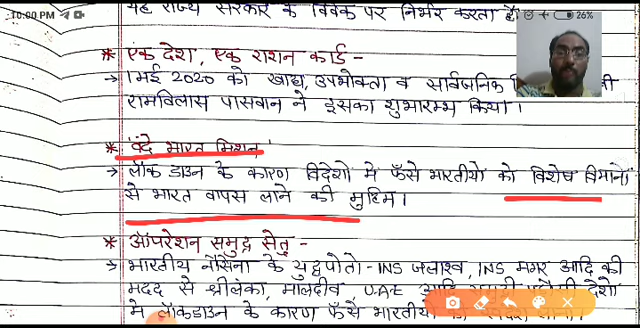 10:00 PM 26%
यह राज्य सरकार के विवेक पर निर्भर करता है
* एक देश, एक राशन कार्ड -
→ 1 मई 2020 को खाद्य, उपभोक्ता व सार्वजनिक
रामविलास पासवान ने इसका शुभारम्भ किया ।
* 'वंदे भारत मिशन'
→ लॉक डाउन के कारण विदेशो मे फँसे भारतीयो को विशेष विमानो
से भारत वापस लाने की मुहिम ।
* ऑपरेशन समुद्र सेतु -
→ भारतीय नौसेना के युद्धपोतो - INS जलाश्व, INS मगर आदि की
मदद से श्रीलंका, मालदीव, U.A.E आदि देशो
मे लॉकडाउन के कारण फँसे भारतीयो